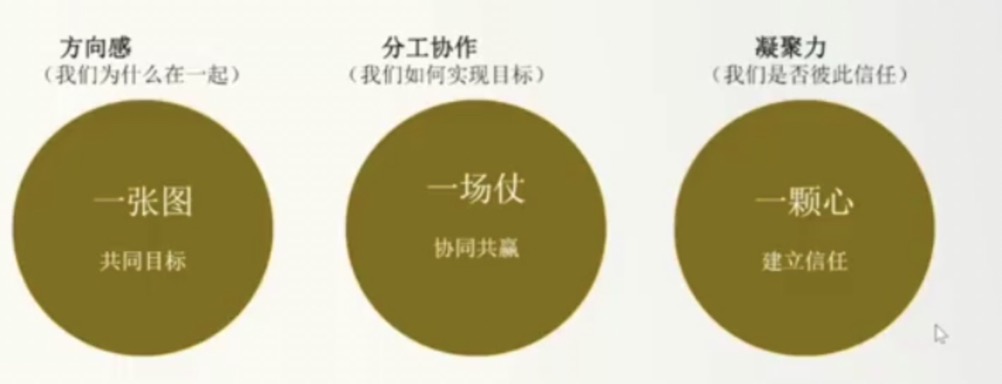 方向感
（我们为什么在一起）
一张图
共同目标
分工协作
（我们如何实现目标）
一场仗
协同共赢
凝聚力
（我们是否彼此信任）
一颗心
建立信任